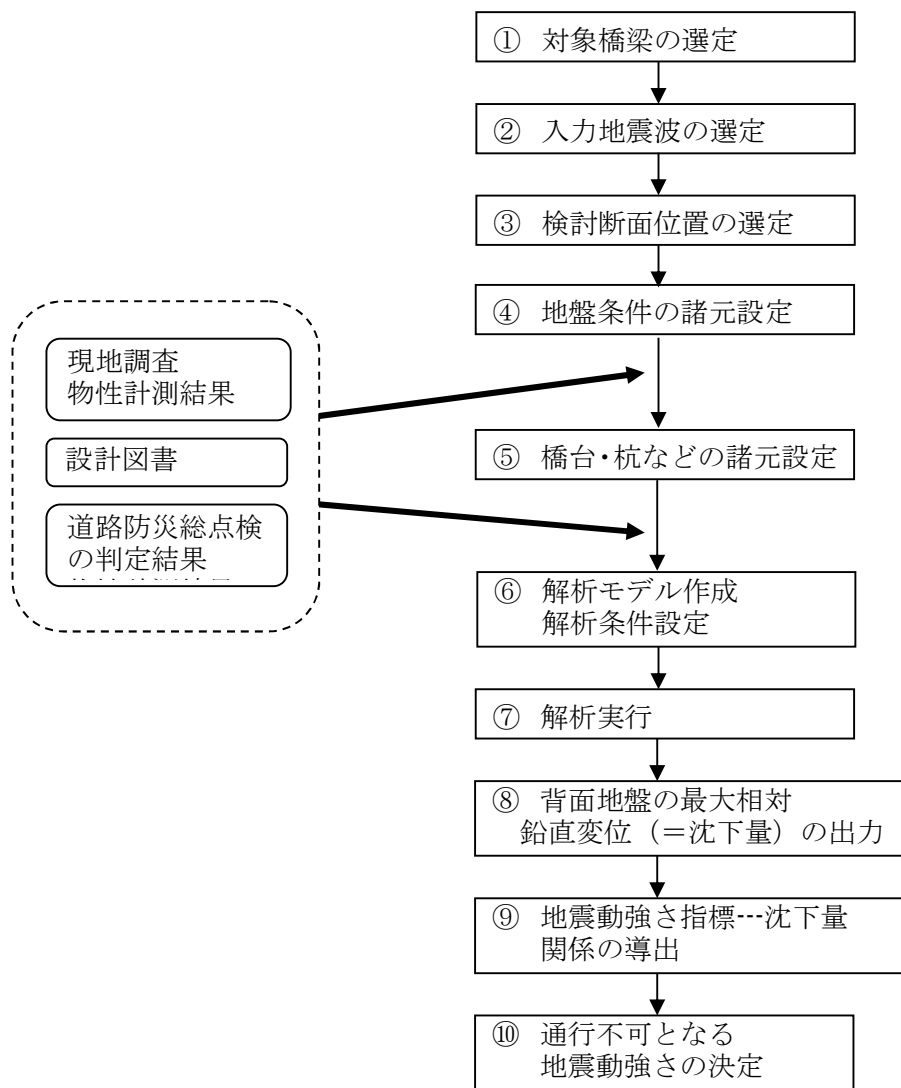 ① 対象橋梁の選定
② 入力地震波の選定
③ 検討断面位置の選定
④ 地盤条件の諸元設定
現地調査
物性計測結果
設計図書
道路防災総点検
の判定結果
⑤ 橋台・杭などの諸元設定
⑥ 解析モデル作成
解析条件設定
⑦ 解析実行
⑧ 背面地盤の最大相対
鉛直変位（＝沈下量）の出力
⑨ 地震動強さ指標---沈下量
関係の導出
⑩ 通行不可となる
地震動強さの決定